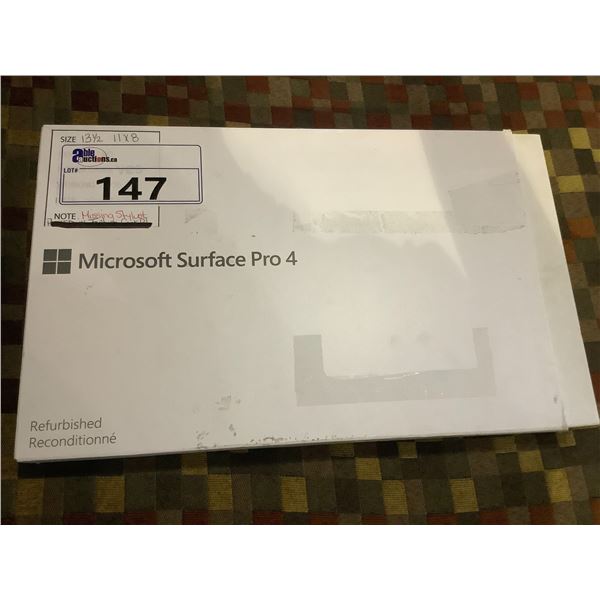 SIZE 13½ 11x8
able
auctions.ca
LOT#
147
NOTE Missing Stylus
Microsoft Surface Pro 4
Refurbished
Reconditionné